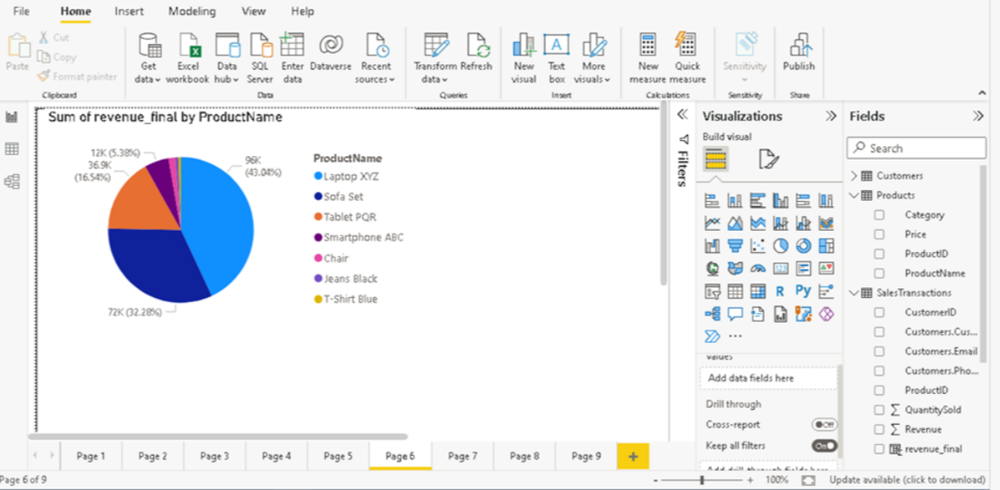 File Home Insert Modeling View Help
Cut
Copy
Format painter
Paste
Get data
Excel workbook
Data hub
SQL Server
Enter data
Dataverse
Recent sources
Transform data
Refresh
New visual
Text box
More visuals
New measure
Quick measure
Sensitivity
Publish
Clipboard Data Queries Insert Calculations Sensitivity Share
Sum of revenue_final by ProductName
12K (5.38%)
36.9K
(16.54%)
96K
(43.04%)
72K (32.28%)
ProductName
Laptop XYZ
Sofa Set
Tablet PQR
Smartphone ABC
Chair
Jeans Black
T-Shirt Blue
Filters
Visualizations
Build visual
R Py
123
Values
Add data fields here
Drill through
Cross-report Off
Keep all filters On
Add drill-through fields here
Fields
Search
Customers
Products
Category
Price
ProductID
ProductName
SalesTransactions
CustomerID
Customers.Cus...
Customers.Email
Customers.Pho...
ProductID
QuantitySold
Revenue
revenue_final
Page 1 Page 2 Page 3 Page 4 Page 5 Page 6 Page 7 Page 8 Page 9 +
Page 6 of 9
- + 100% Update available (click to download)